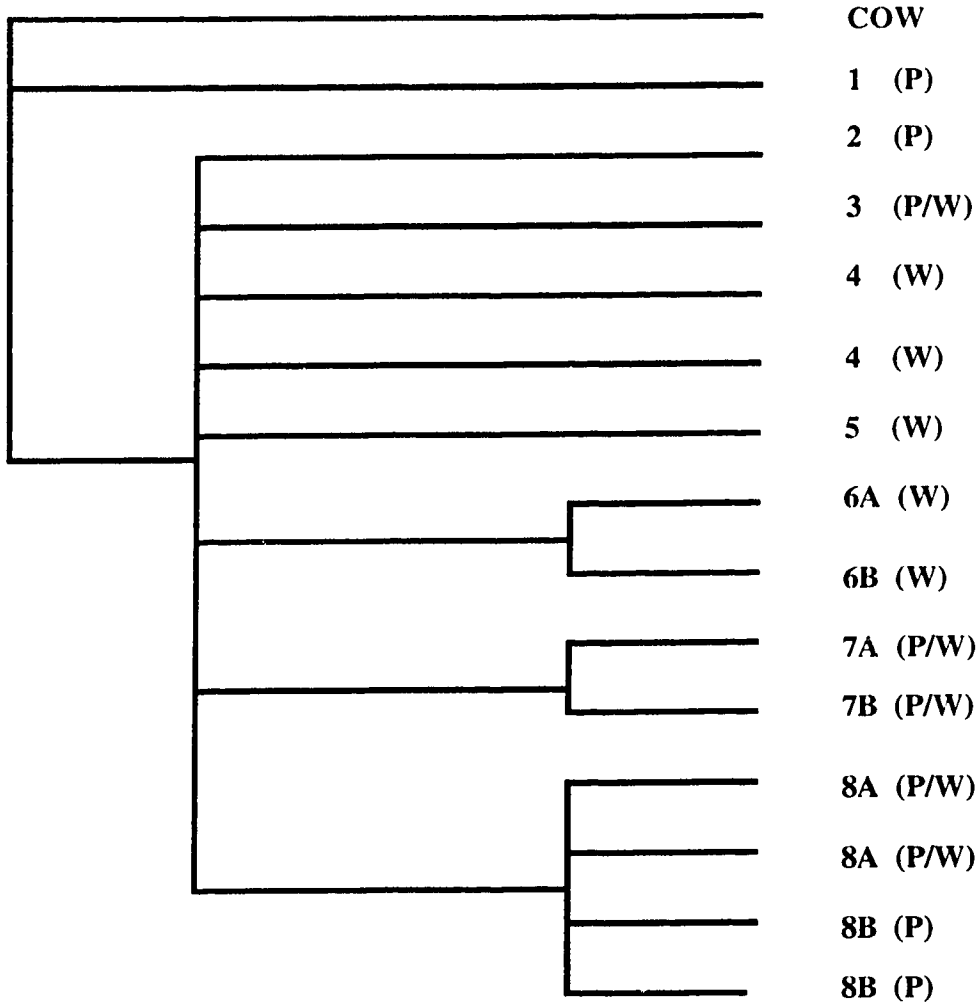 COW
1 (P)
2 (P)
3 (P/W)
4 (W)
4 (W)
5 (W)
6A (W)
6B (W)
7A (P/W)
7B (P/W)
8A (P/W)
8A (P/W)
8B (P)
8B (P)